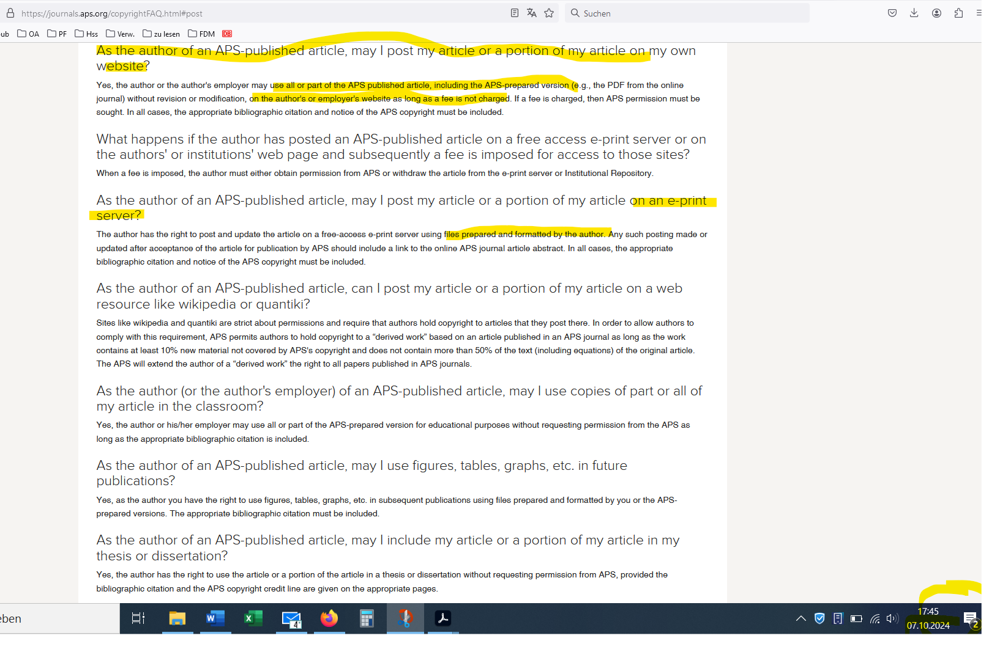 https://journals.aps.org/copyrightFAQ.html#post
Suchen
ub OA PF Hss Verw. zu lesen FDM DB
As the author of an APS-published article, may I post my article or a portion of my article on my own
website?
Yes, the author or the author's employer may use all or part of the APS published article, including the APS-prepared version (e.g., the PDF from the online
journal) without revision or modification, on the author's or employer's website as long as a fee is not charged. If a fee is charged, then APS permission must be
sought. In all cases, the appropriate bibliographic citation and notice of the APS copyright must be included.
What happens if the author has posted an APS-published article on a free access e-print server or on
the authors' or institutions' web page and subsequently a fee is imposed for access to those sites?
When a fee is imposed, the author must either obtain permission from APS or withdraw the article from the e-print server or Institutional Repository.
As the author of an APS-published article, may I post my article or a portion of my article on an e-print
server?
The author has the right to post and update the article on a free-access e-print server using files prepared and formatted by the author. Any such posting made or
updated after acceptance of the article for publication by APS should include a link to the online APS journal article abstract. In all cases, the appropriate
bibliographic citation and notice of the APS copyright must be included.
As the author of an APS-published article, can I post my article or a portion of my article on a web
resource like wikipedia or quantiki?
Sites like wikipedia and quantiki are strict about permissions and require that authors hold copyright to articles that they post there. In order to allow authors to
comply with this requirement, APS permits authors to hold copyright to a “derived work” based on an article published in an APS journal as long as the work
contains at least 10% new material not covered by APS's copyright and does not contain more than 50% of the text (including equations) of the original article.
The APS will extend the author of a “derived work” the right to all papers published in APS journals.
As the author (or the author's employer) of an APS-published article, may I use copies of part or all of
my article in the classroom?
Yes, the author or his/her employer may use all or part of the APS-prepared version for educational purposes without requesting permission from the APS as
long as the appropriate bibliographic citation is included.
As the author of an APS-published article, may I use figures, tables, graphs, etc. in future
publications?
Yes, as the author you have the right to use figures, tables, graphs, etc. in subsequent publications using files prepared and formatted by you or the APS-
prepared versions. The appropriate bibliographic citation must be included.
As the author of an APS-published article, may I include my article or a portion of my article in my
thesis or dissertation?
Yes, the author has the right to use the article or a portion of the article in a thesis or dissertation without requesting permission from APS, provided the
bibliographic citation and the APS copyright credit line are given on the appropriate pages.
eben
W
X
4
17:45
07.10.2024
2